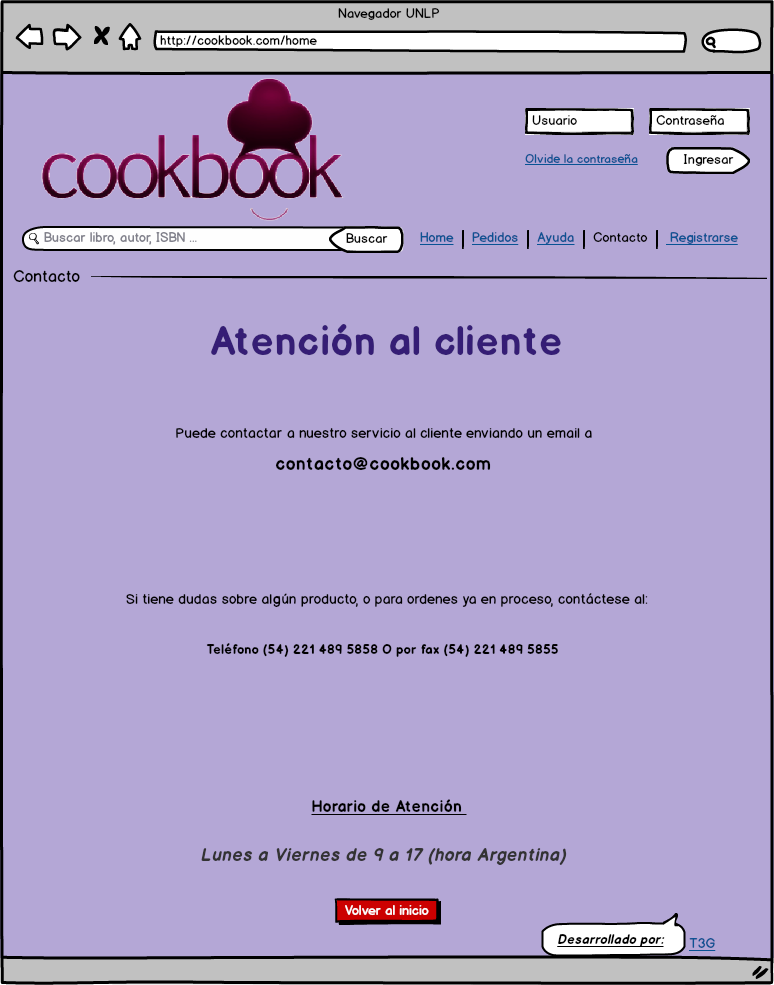 Navegador UNLP
http://cookbook.com/home
cookbook
Usuario
Contraseña
Olvide la contraseña
Ingresar
Buscar libro, autor, ISBN ...
Buscar
Home
Pedidos
Ayuda
Contacto
Registrarse
Contacto
Atención al cliente
Puede contactar a nuestro servicio al cliente enviando un email a
contacto@cookbook.com
Si tiene dudas sobre algún producto, o para ordenes ya en proceso, contáctese al:
Teléfono (54) 221 489 5858 O por fax (54) 221 489 5855
Horario de Atención
Lunes a Viernes de 9 a 17 (hora Argentina)
Volver al inicio
Desarrollado por:
T3G